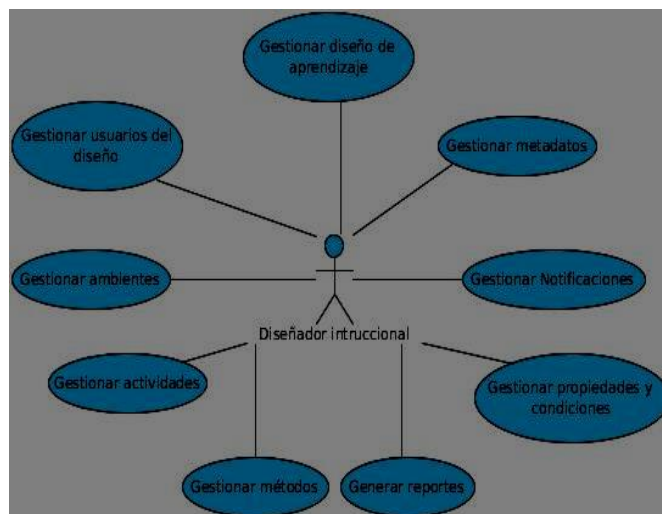 Gestionar diseño de
aprendizaje
Gestionar usuarios del
diseño
Gestionar metadatos
Gestionar ambientes
Gestionar Notificaciones
Diseñador intruccional
Gestionar actividades
Gestionar propiedades y
condiciones
Gestionar métodos
Generar reportes